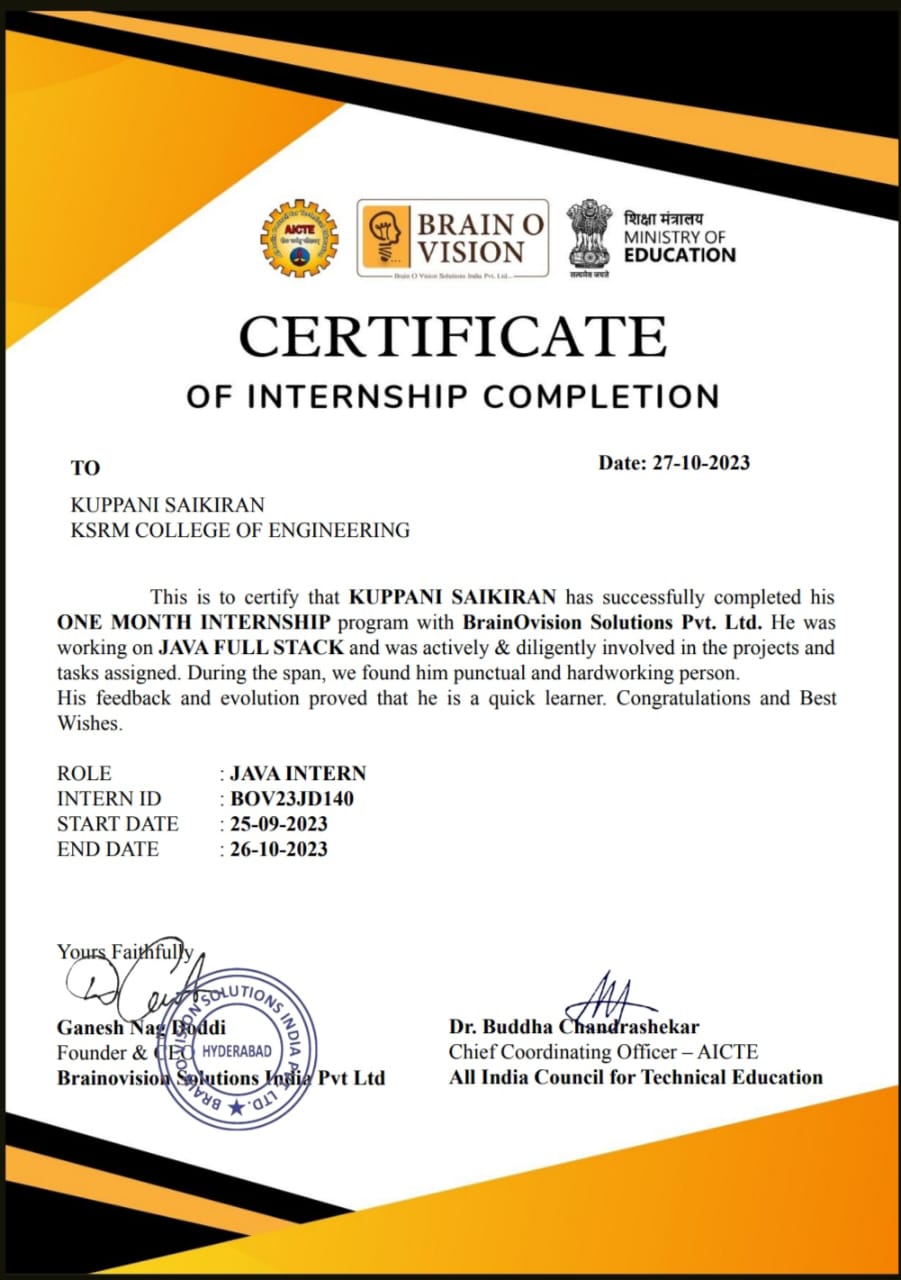 AICTE
BRAIN O
VISION
Brain O Vision Solutions India Pvt. Ltd..
सत्यमेव जयते
शिक्षा मंत्रालय
MINISTRY OF
EDUCATION
CERTIFICATE
OF INTERNSHIP COMPLETION
TO
Date: 27-10-2023
KUPPANI SAIKIRAN
KSRM COLLEGE OF ENGINEERING
This is to certify that KUPPANI SAIKIRAN has successfully completed his
ONE MONTH INTERNSHIP program with BrainOvision Solutions Pvt. Ltd. He was
working on JAVA FULL STACK and was actively & diligently involved in the projects and
tasks assigned. During the span, we found him punctual and hardworking person.
His feedback and evolution proved that he is a quick learner. Congratulations and Best
Wishes.
ROLE : JAVA INTERN
INTERN ID : BOV23JD140
START DATE : 25-09-2023
END DATE : 26-10-2023
Yours Faithfully
Ganesh Nag Doddi
Founder & CEO
Brainovision Solutions India Pvt Ltd
BRAINOVISION SOLUTIONS INDIA PVT. LTD.
HYDERABAD
Dr. Buddha Chandrashekar
Chief Coordinating Officer – AICTE
All India Council for Technical Education